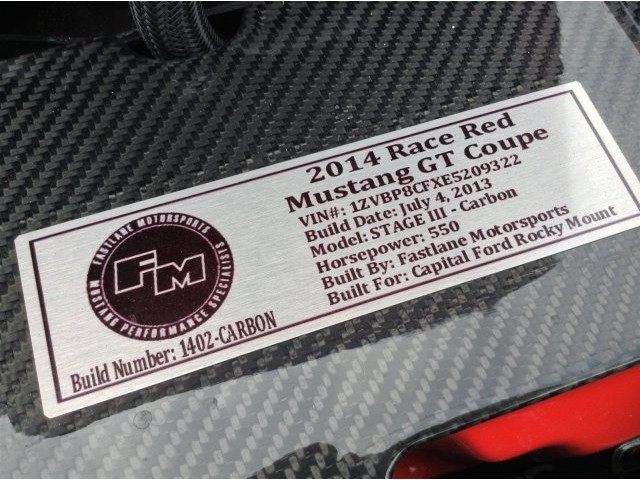 2014 Race Red
Mustang GT Coupe
VIN#: 1ZVBP8CFXE5209322
Build Date: July 4, 2013
Model: STAGE III - Carbon
Horsepower: 550
Built By: Fastlane Motorsports
Built For: Capital Ford Rocky Mount
FASTLANE MOTORSPORTS
FM
MUSTANG PERFORMANCE SPECIALISTS
Build Number: 1402-CARBON